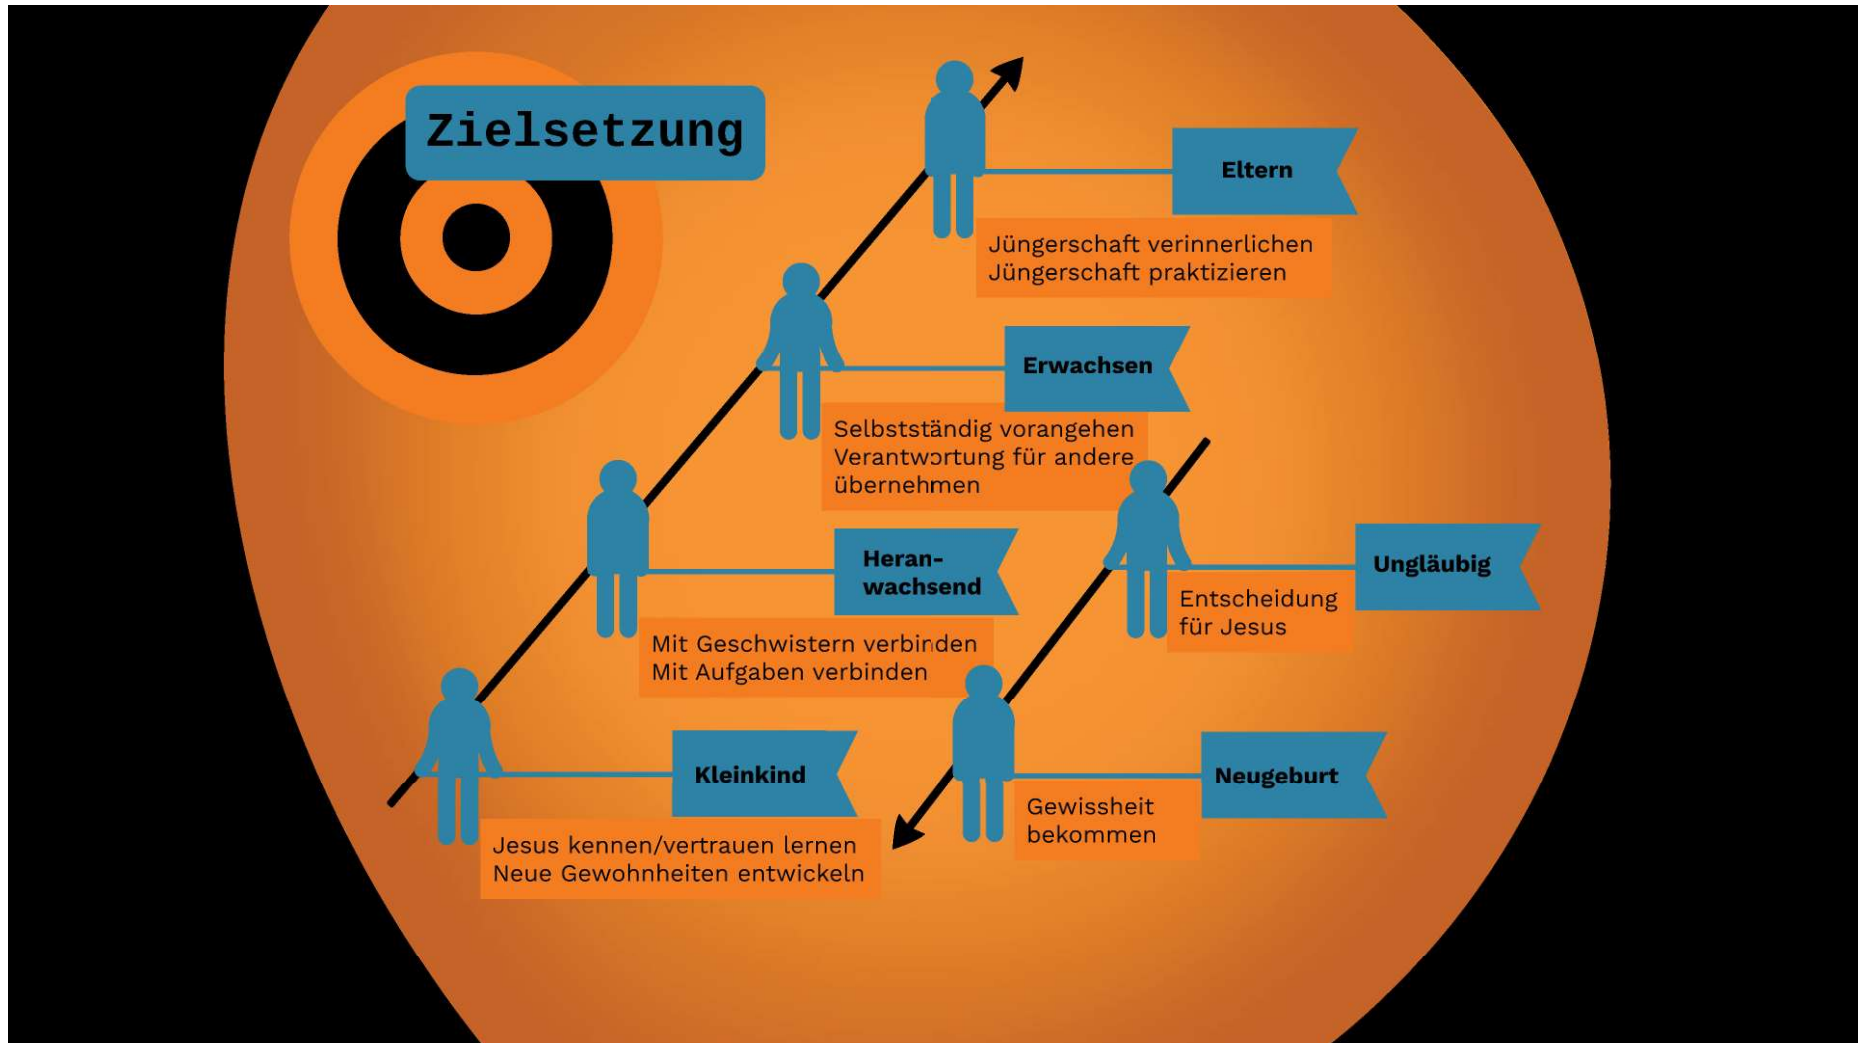 Zielsetzung
Eltern
Jüngerschaft verinnerlichen
Jüngerschaft praktizieren
Erwachsen
Selbstständig vorangehen
Verantwortung für andere
übernehmen
Heran-
wachsend
Mit Geschwistern verbinden
Mit Aufgaben verbinden
Kleinkind
Jesus kennen/vertrauen lernen
Neue Gewohnheiten entwickeln
Ungläubig
Entscheidung
für Jesus
Neugeburt
Gewissheit
bekommen